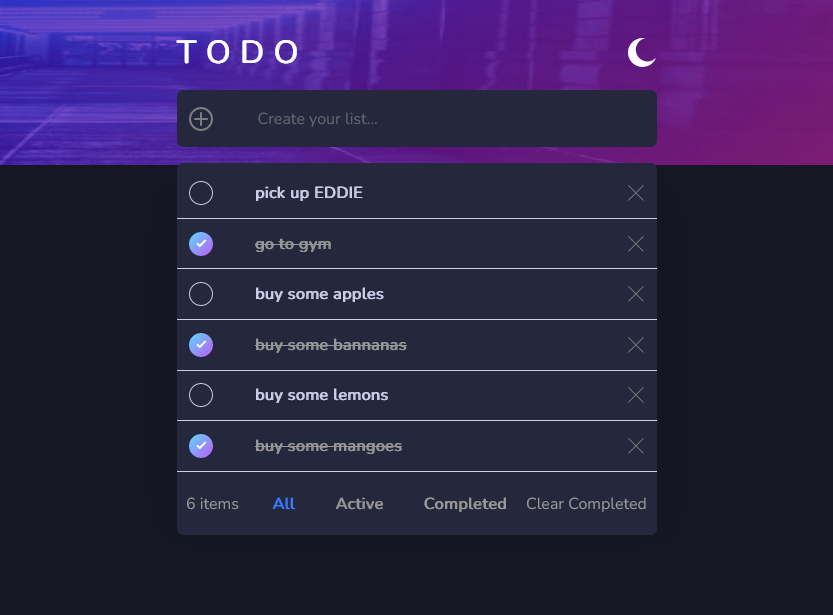 TODO
Create your list...
pick up EDDIE
go to gym
buy some apples
buy some bannanas
buy some lemons
buy some mangoes
6 items All Active Completed Clear Completed